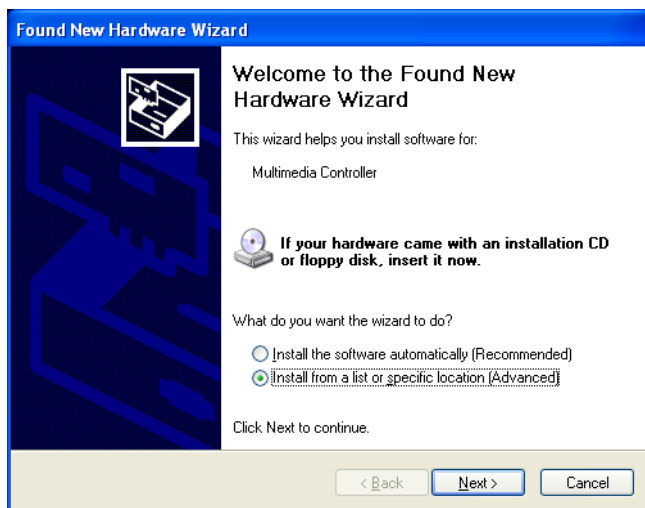 Found New Hardware Wizard
Welcome to the Found New
Hardware Wizard
This wizard helps you install software for:
Multimedia Controller
If your hardware came with an installation CD
or floppy disk, insert it now.
What do you want the wizard to do?
Install the software automatically (Recommended)
Install from a list or specific location (Advanced)
Click Next to continue.
< Back
Next >
Cancel